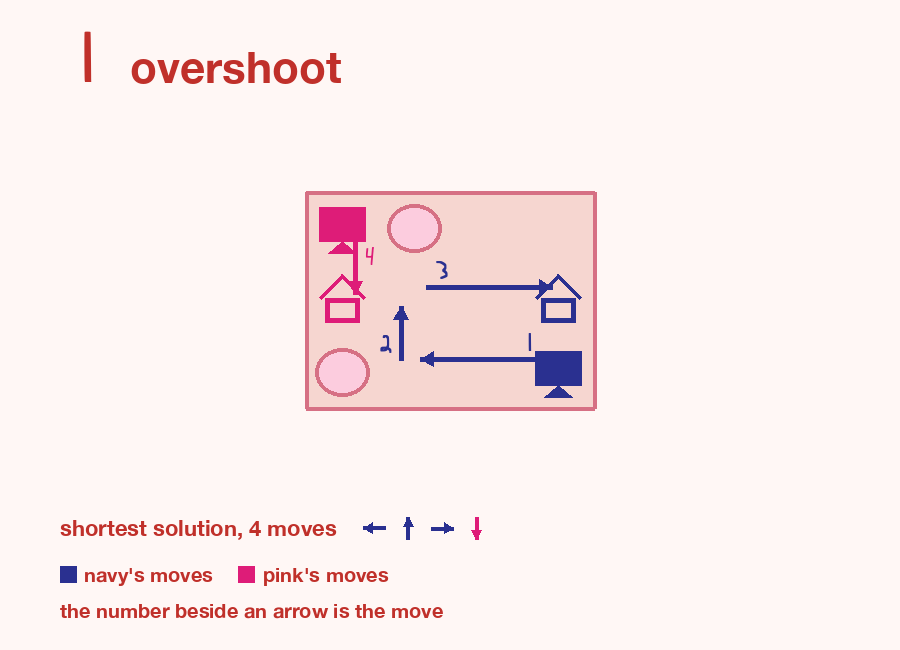 1 overshoot
4
3
2
1
shortest solution, 4 moves
navy's moves pink's moves
the number beside an arrow is the move